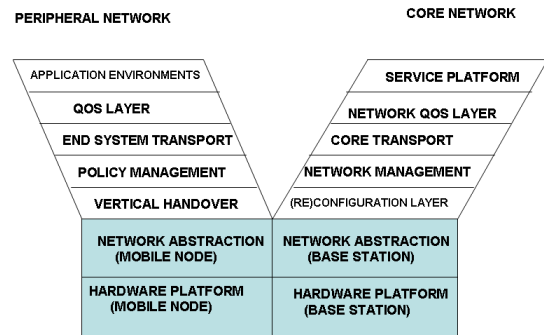 PERIPHERAL NETWORK
CORE NETWORK
APPLICATION ENVIRONMENTS
SERVICE PLATFORM
QOS LAYER
NETWORK QOS LAYER
END SYSTEM TRANSPORT
CORE TRANSPORT
POLICY MANAGEMENT
NETWORK MANAGEMENT
VERTICAL HANDOVER
(RE)CONFIGURATION LAYER
NETWORK ABSTRACTION
(MOBILE NODE)
NETWORK ABSTRACTION
(BASE STATION)
HARDWARE PLATFORM
(MOBILE NODE)
HARDWARE PLATFORM
(BASE STATION)